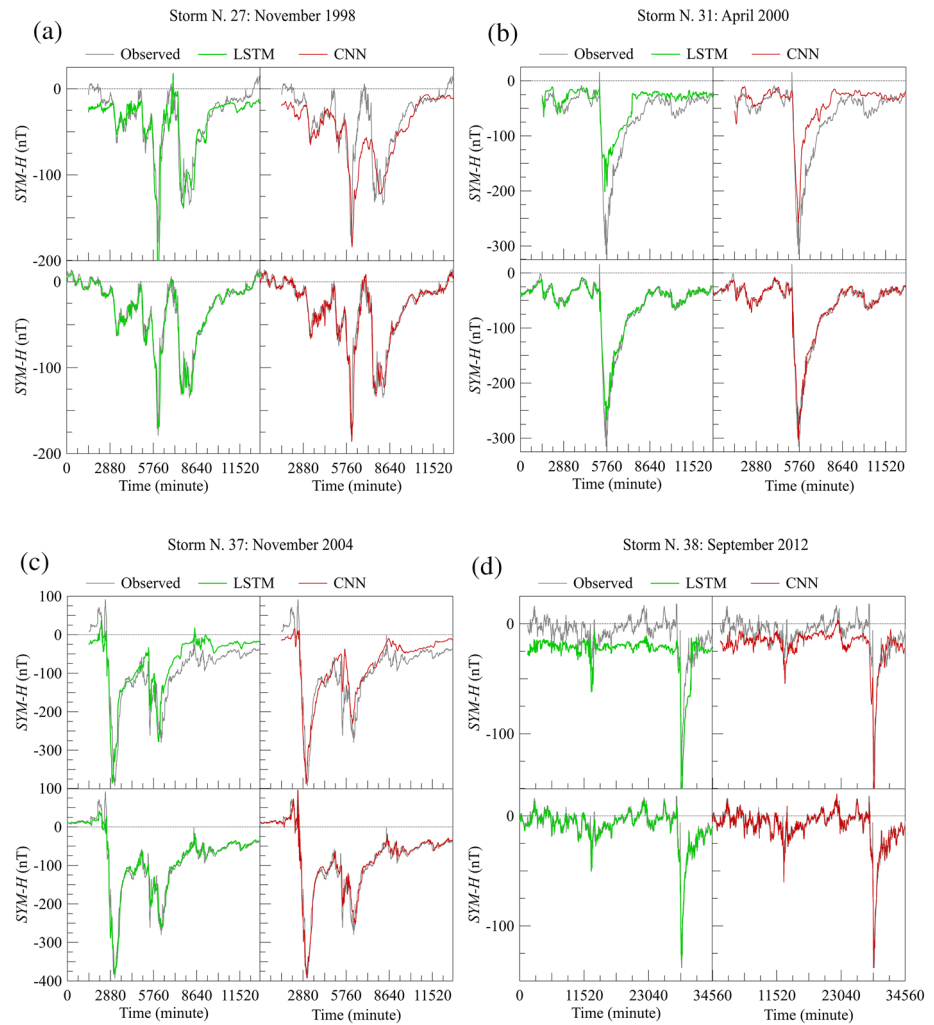 Storm N. 27: November 1998
(a)
Observed LSTM CNN
0
-50
-100
-200
SYM-H (nT)
0
-50
-100
-200
SYM-H (nT)
0 2880 5760 8640 11520 2880 5760 8640 11520
Time (minute) Time (minute)
Storm N. 31: April 2000
(b)
Observed LSTM CNN
0
-100
-200
-300
SYM-H (nT)
0
-100
-200
-300
SYM-H (nT)
0 2880 5760 8640 11520 2880 5760 8640 11520
Time (minute) Time (minute)
Storm N. 37: November 2004
(c)
Observed LSTM CNN
100
0
-100
-200
-300
SYM-H (nT)
100
0
-100
-200
-300
-400
SYM-H (nT)
0 2880 5760 8640 11520 2880 5760 8640 11520
Time (minute) Time (minute)
Storm N. 38: September 2012
(d)
Observed LSTM CNN
0
-100
SYM-H (nT)
0
-100
SYM-H (nT)
0 11520 23040 34560 11520 23040 34560
Time (minute) Time (minute)